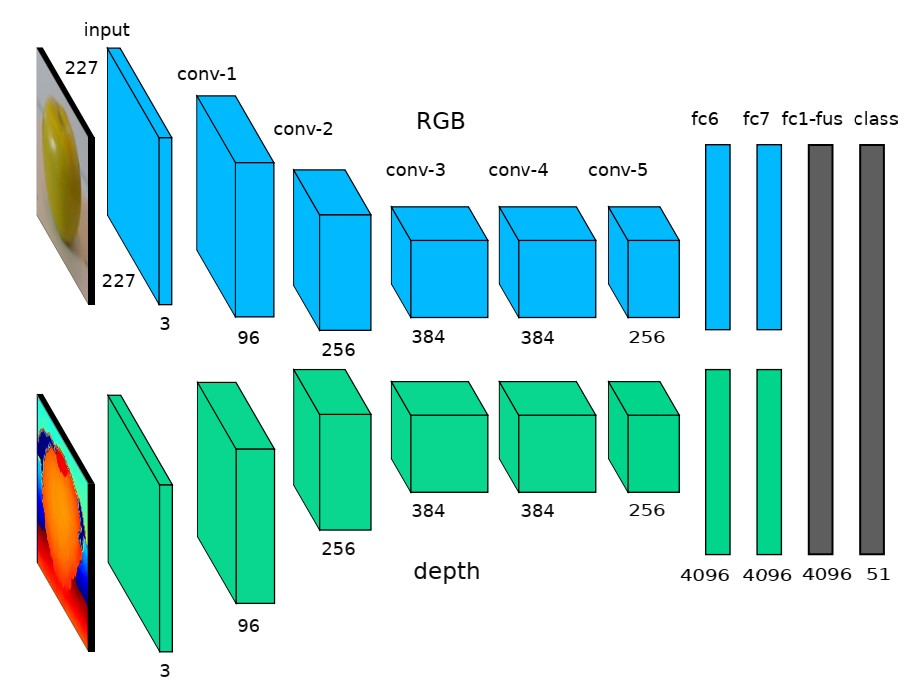 input
227
conv-1
conv-2
RGB
fc6 fc7 fc1-fus class
conv-3 conv-4 conv-5
227
3
96
256
384
384
256
384
384
256
256
depth
4096 4096 4096 51
96
3